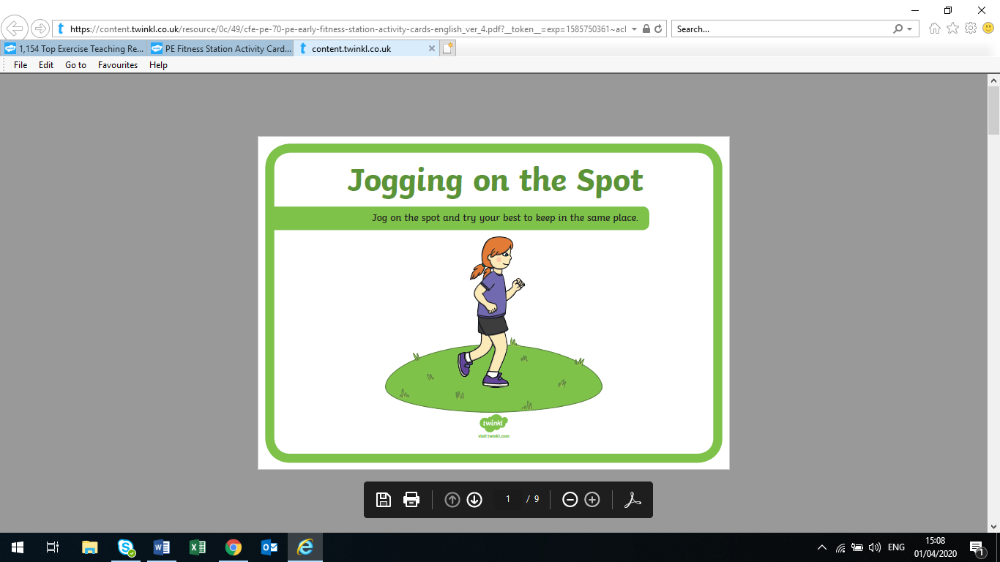 https://content.twinkl.co.uk/resource/0c/49/cfe-pe-70-pe-early-fitness-station-activity-cards-english_ver_4.pdf?__token__=exp=1585750361~acl
Search...
1,154 Top Exercise Teaching Re...
PE Fitness Station Activity Card...
content.twinkl.co.uk
File Edit Go to Favourites Help
Jogging on the Spot
Jog on the spot and try your best to keep in the same place.
twinkl
visit twinkl.com
1 / 9
ENG
15:08
01/04/2020
1